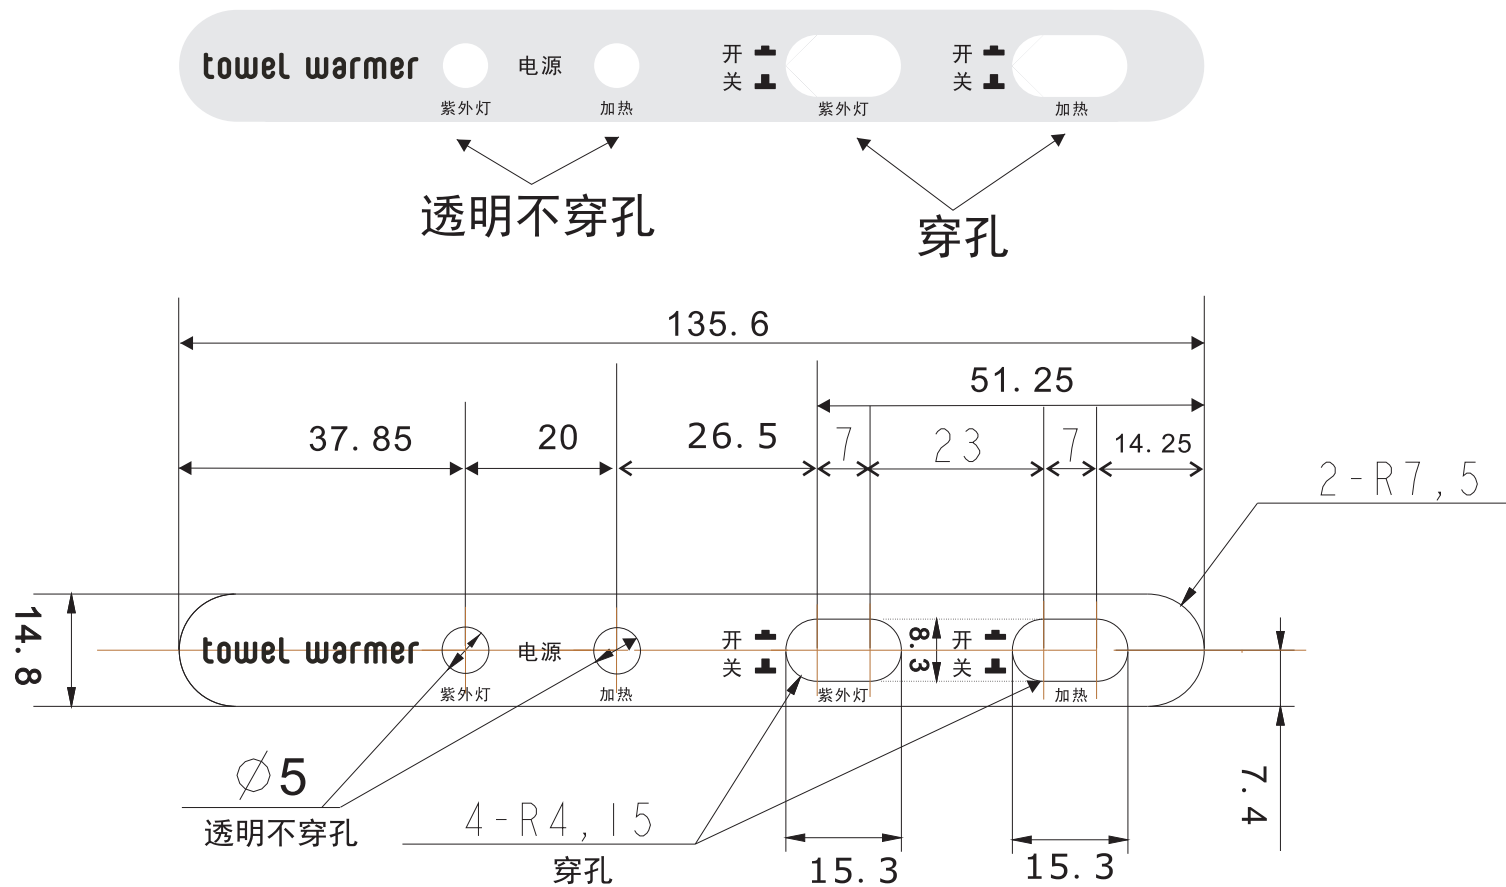 towel warmer 电源 开 开
关 关
紫外灯 加热 紫外灯 加热
透明不穿孔 穿孔
135. 6
51. 25
37. 85 20 26. 5 7 23 7 14. 25
2-R7,5
14. 8
towel warmer 电源 开 8. 3 开
关 关
紫外灯 加热 紫外灯 加热
7. 4
∅5
透明不穿孔
4-R4,15
穿孔
15. 3 15. 3